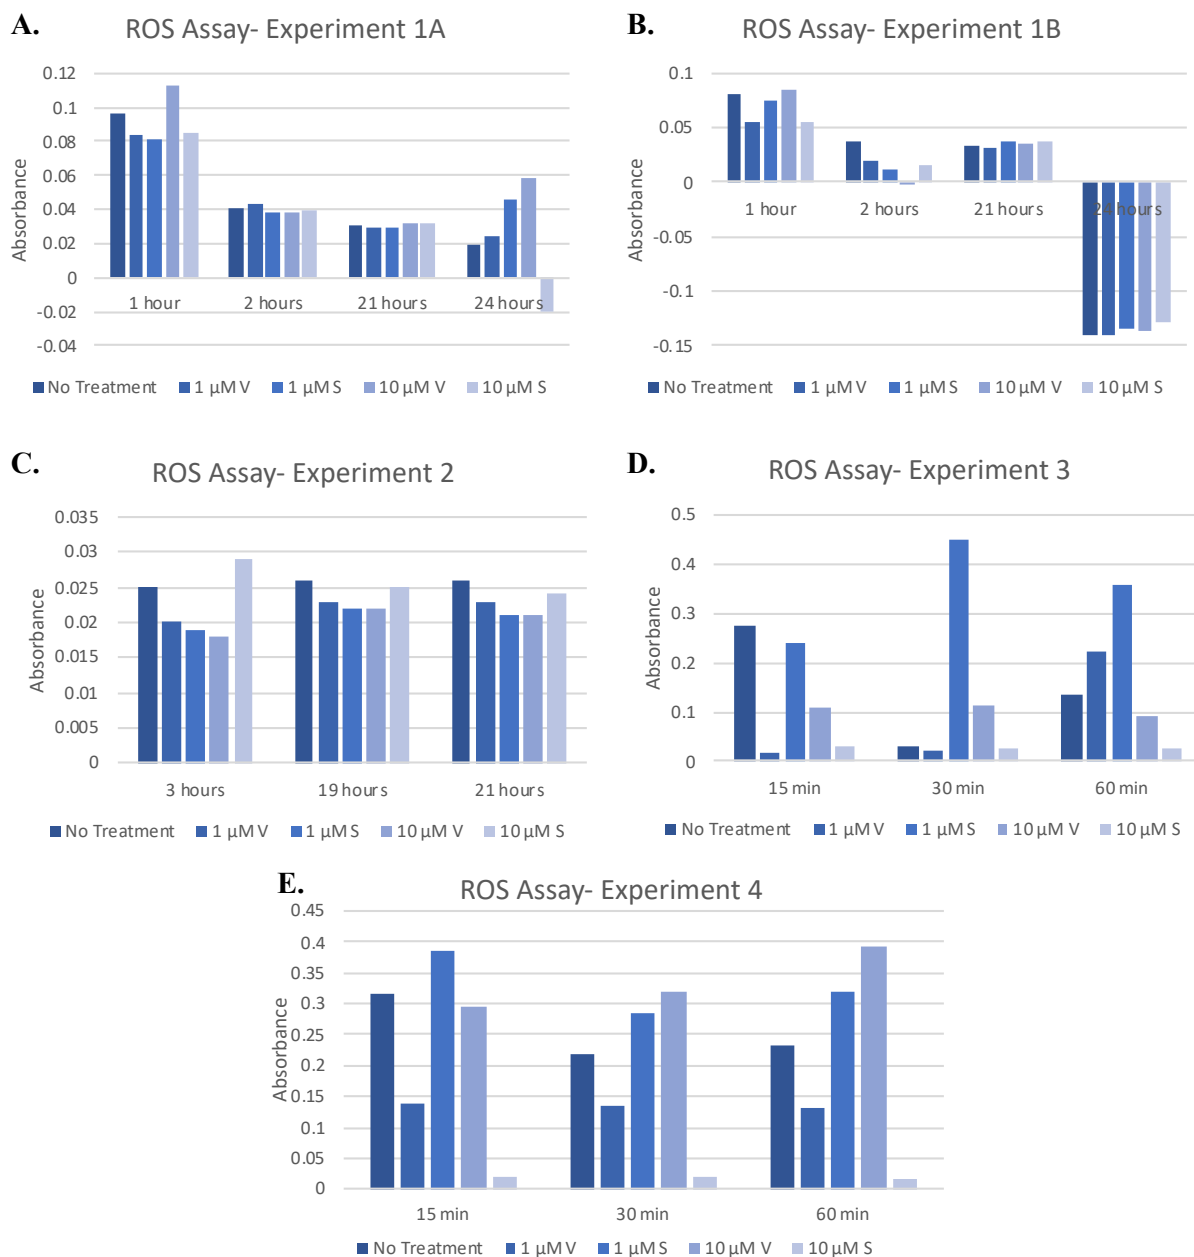 A.
ROS Assay- Experiment 1A
Absorbance
0.12
0.1
0.08
0.06
0.04
0.02
0
-0.02
-0.04
1 hour
2 hours
21 hours
24 hours
No Treatment 1 µM V 1 µM S 10 µM V 10 µM S
B.
ROS Assay- Experiment 1B
Absorbance
0.1
0.05
0
-0.05
-0.1
-0.15
1 hour
2 hours
21 hours
24 hours
No Treatment 1 µM V 1 µM S 10 µM V 10 µM S
C.
ROS Assay- Experiment 2
Absorbance
0.035
0.03
0.025
0.02
0.015
0.01
0.005
0
3 hours
19 hours
21 hours
No Treatment 1 µM V 1 µM S 10 µM V 10 µM S
D.
ROS Assay- Experiment 3
Absorbance
0.5
0.4
0.3
0.2
0.1
0
15 min
30 min
60 min
No Treatment 1 µM V 1 µM S 10 µM V 10 µM S
E.
ROS Assay- Experiment 4
Absorbance
0.45
0.4
0.35
0.3
0.25
0.2
0.15
0.1
0.05
0
15 min
30 min
60 min
No Treatment 1 µM V 1 µM S 10 µM V 10 µM S